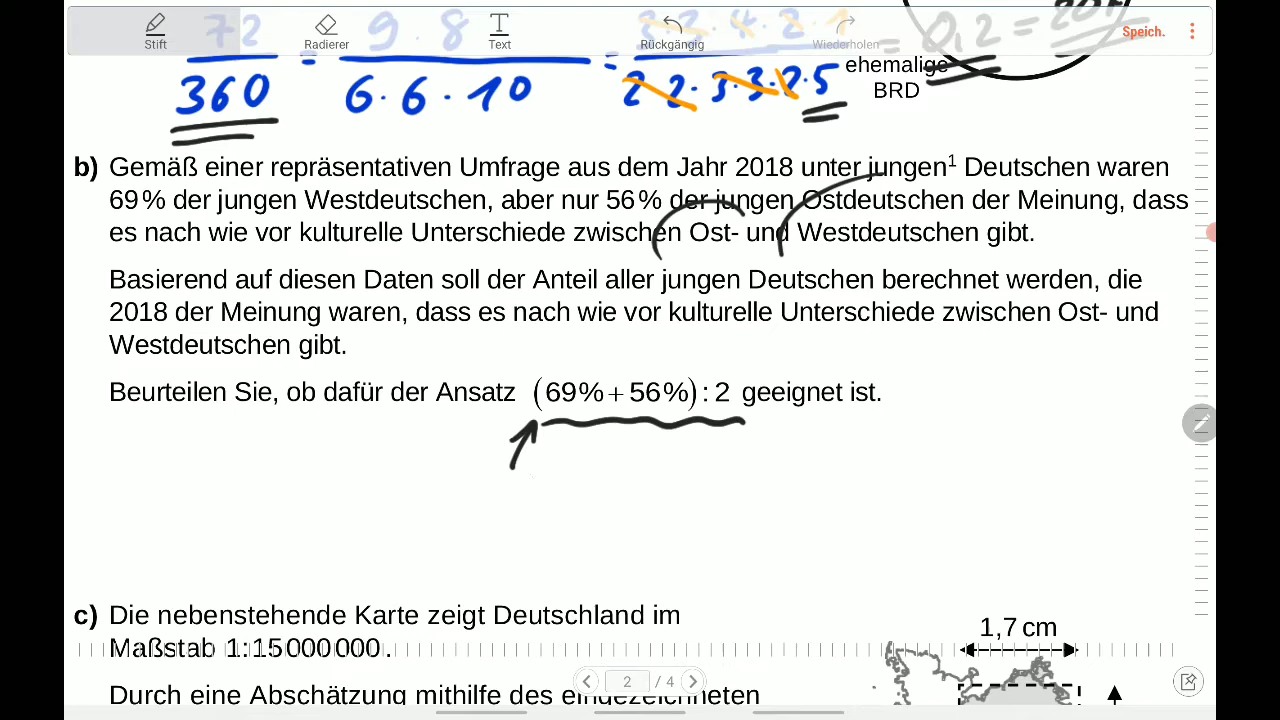 Stift Radierer Text Rückgängig Wiederholen Speich.
72 9 · 8 = 0,2 =
360 = 6 · 6 · 10 = 2 · 2 · 3 · 3 · 2 · 5
ehemalige
BRD
b) Gemäß einer repräsentativen Umfrage aus dem Jahr 2018 unter jungen¹ Deutschen waren
69 % der jungen Westdeutschen, aber nur 56 % der jungen Ostdeutschen der Meinung, dass
es nach wie vor kulturelle Unterschiede zwischen Ost- und Westdeutschen gibt.
Basierend auf diesen Daten soll der Anteil aller jungen Deutschen berechnet werden, die
2018 der Meinung waren, dass es nach wie vor kulturelle Unterschiede zwischen Ost- und
Westdeutschen gibt.
Beurteilen Sie, ob dafür der Ansatz (69% + 56%) : 2 geeignet ist.
c) Die nebenstehende Karte zeigt Deutschland im
Maßstab 1:15 000 000 .
1,7 cm
2 / 4
Durch eine Abschätzung mithilfe des eingezeichneten